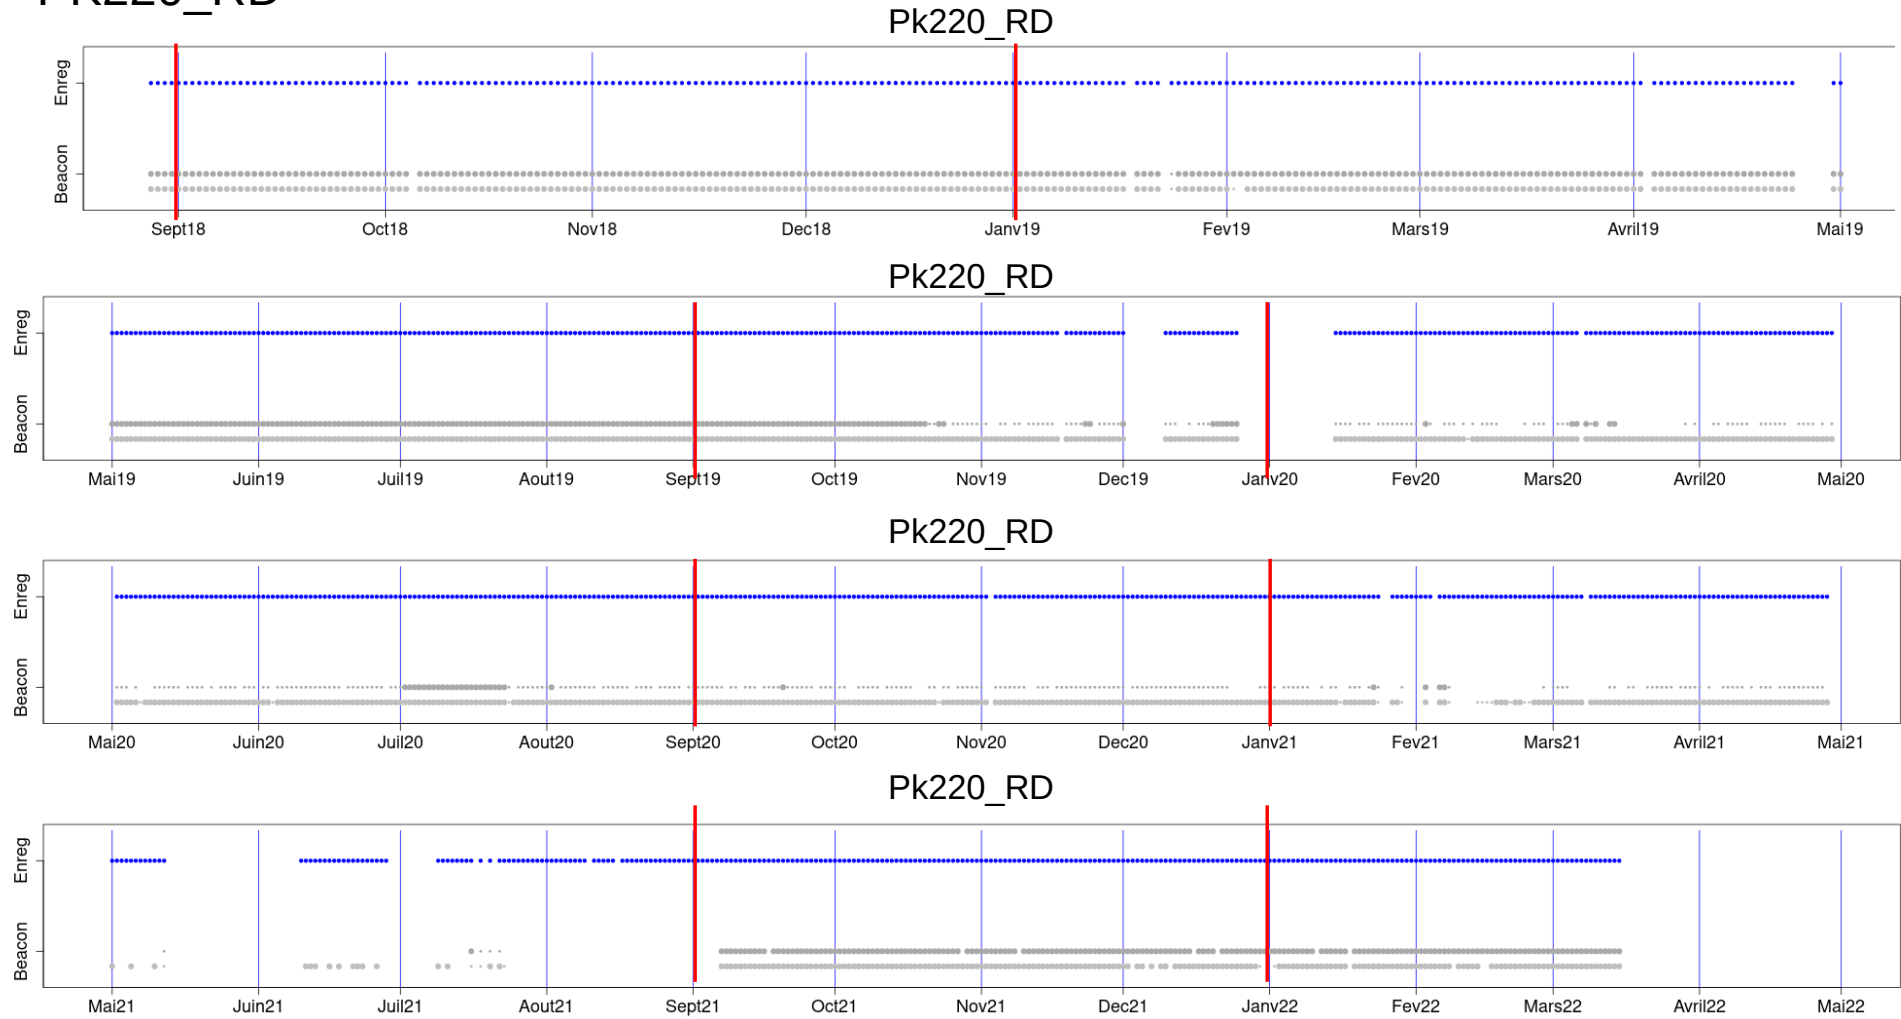 PK220_RD
Pk220_RD
Enreg
Beacon
Sept18 Oct18 Nov18 Dec18 Janv19 Fev19 Mars19 Avril19 Mai19
Pk220_RD
Enreg
Beacon
Mai19 Juin19 Juil19 Aout19 Sept19 Oct19 Nov19 Dec19 Janv20 Fev20 Mars20 Avril20 Mai20
Pk220_RD
Enreg
Beacon
Mai20 Juin20 Juil20 Aout20 Sept20 Oct20 Nov20 Dec20 Janv21 Fev21 Mars21 Avril21 Mai21
Pk220_RD
Enreg
Beacon
Mai21 Juin21 Juil21 Aout21 Sept21 Oct21 Nov21 Dec21 Janv22 Fev22 Mars22 Avril22 Mai22